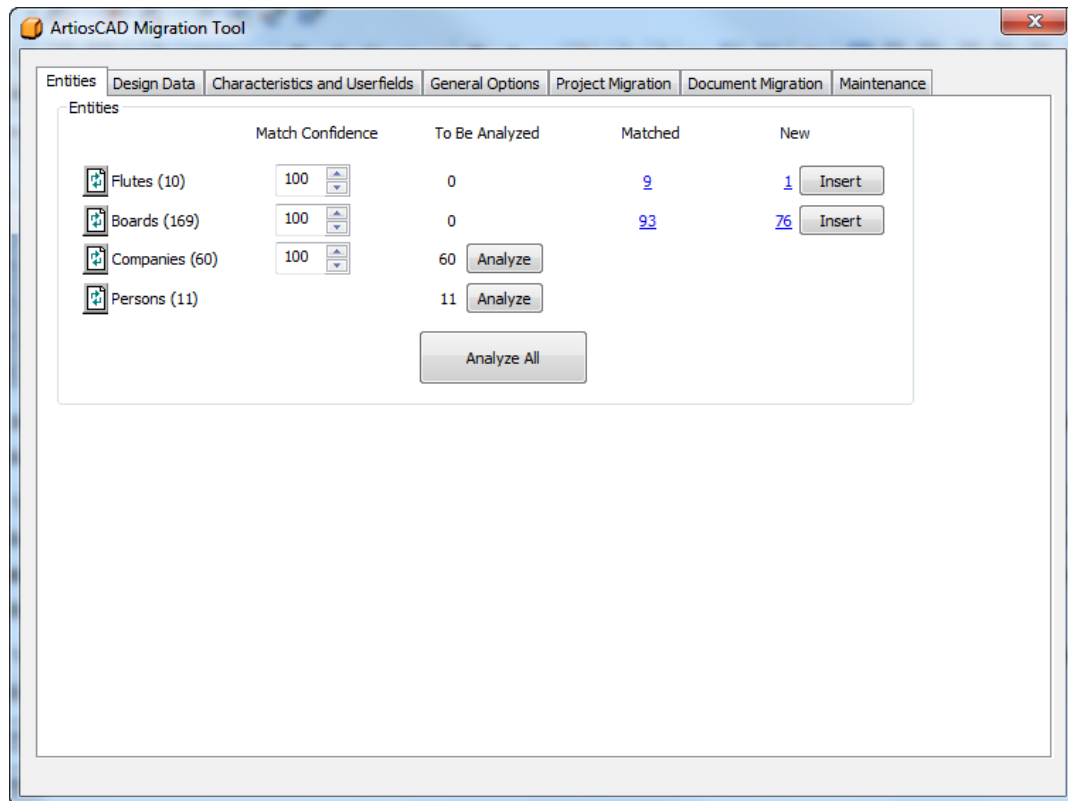 ArtiosCAD Migration Tool
Entities Design Data Characteristics and Userfields General Options Project Migration Document Migration Maintenance
Entities
Match Confidence To Be Analyzed Matched New
Flutes (10) 100 0 9 1 Insert
Boards (169) 100 0 93 76 Insert
Companies (60) 100 60 Analyze
Persons (11) 11 Analyze
Analyze All